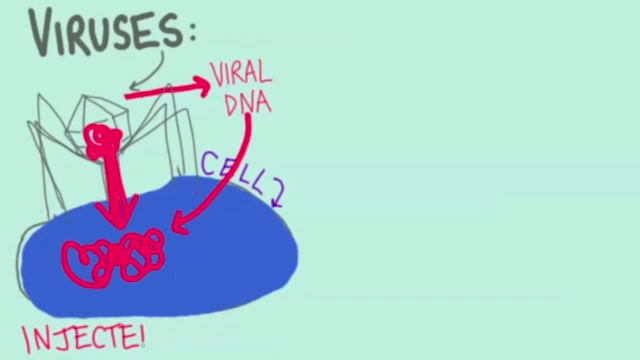 VIRUSES:
VIRAL
DNA
CELL
INJECTE!